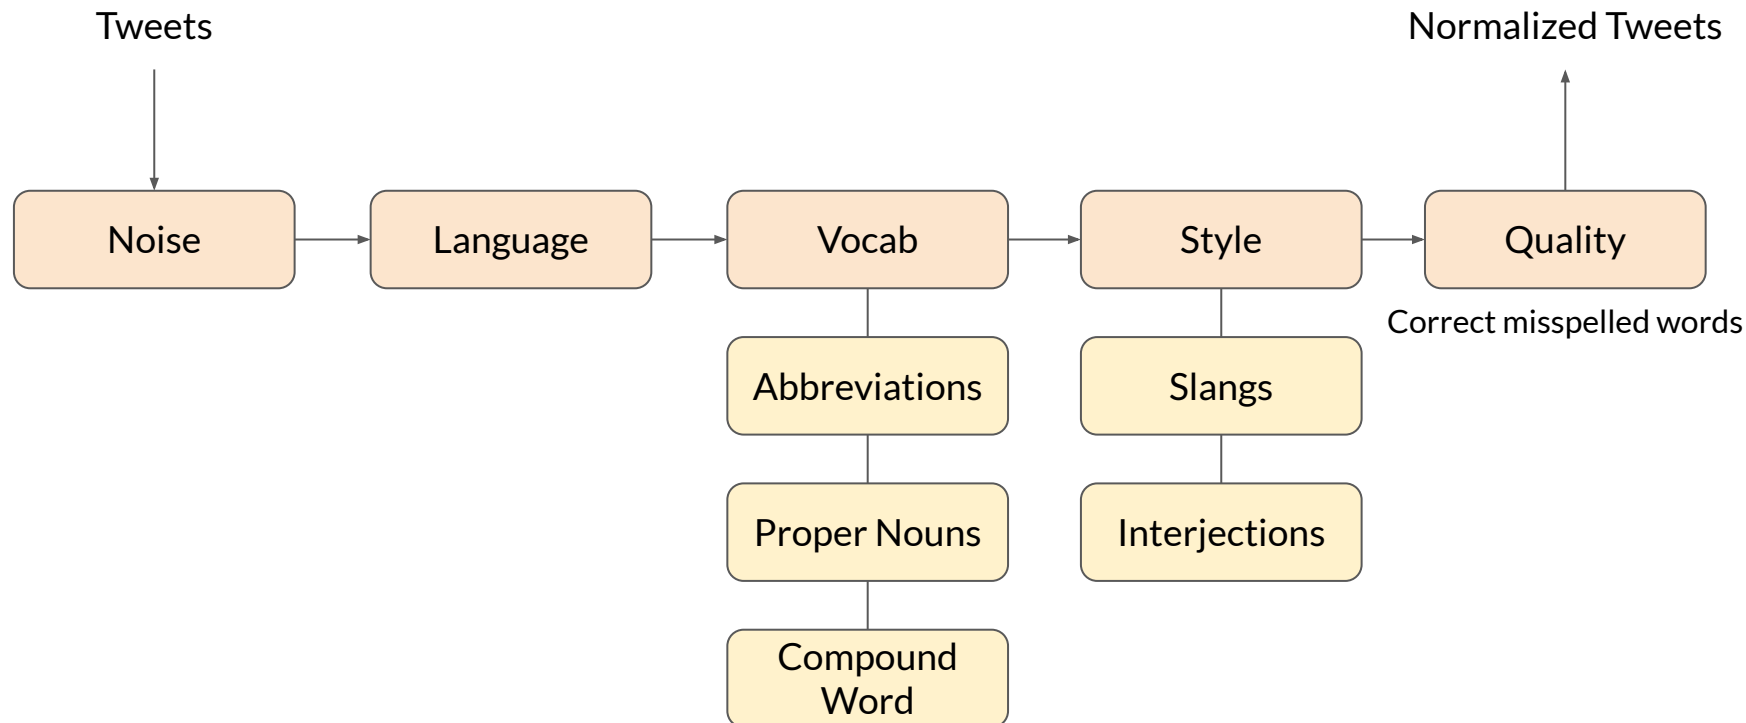 Tweets
Normalized Tweets
Noise
Language
Vocab
Style
Quality
Correct misspelled words
Abbreviations
Slangs
Proper Nouns
Interjections
Compound
Word